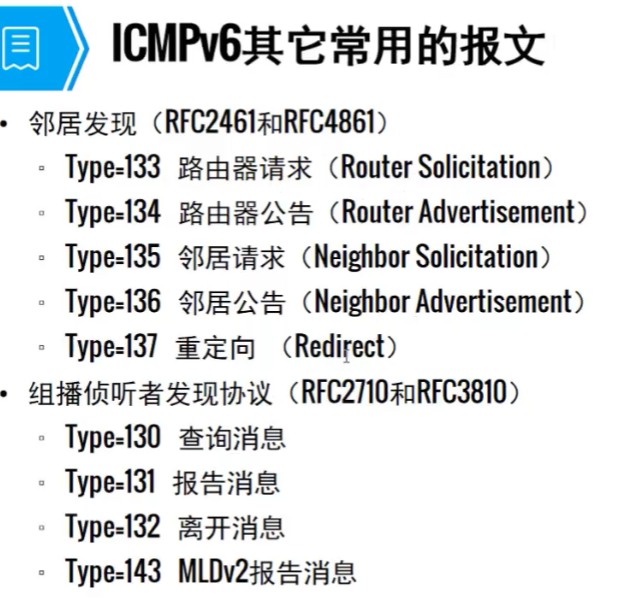 ICMPv6其它常用的报文
• 邻居发现（RFC2461和RFC4861）
▫ Type=133 路由器请求（Router Solicitation）
▫ Type=134 路由器公告（Router Advertisement）
▫ Type=135 邻居请求（Neighbor Solicitation）
▫ Type=136 邻居公告（Neighbor Advertisement）
▫ Type=137 重定向 （Redirect）
• 组播侦听者发现协议（RFC2710和RFC3810）
▫ Type=130 查询消息
▫ Type=131 报告消息
▫ Type=132 离开消息
▫ Type=143 MLDv2报告消息